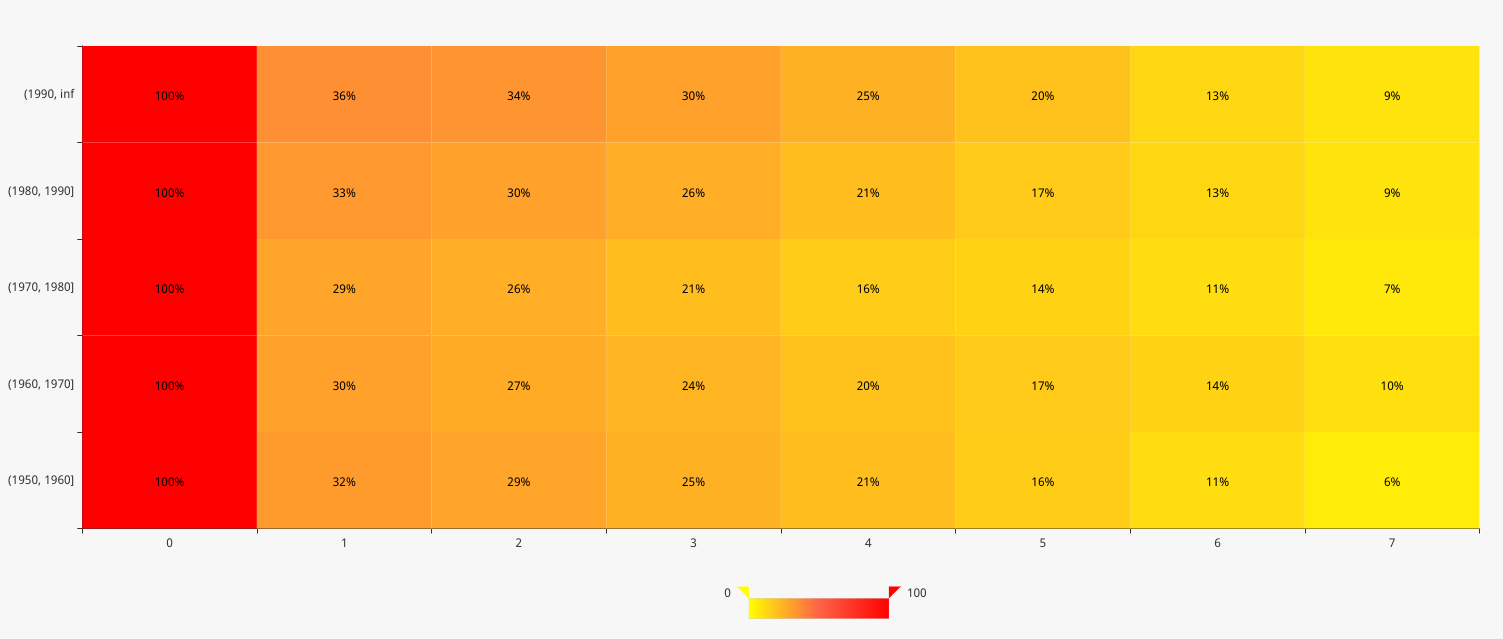 (1990, inf 100% 36% 34% 30% 25% 20% 13% 9%
(1980, 1990] 100% 33% 30% 26% 21% 17% 13% 9%
(1970, 1980] 100% 29% 26% 21% 16% 14% 11% 7%
(1960, 1970] 100% 30% 27% 24% 20% 17% 14% 10%
(1950, 1960] 100% 32% 29% 25% 21% 16% 11% 6%
0 1 2 3 4 5 6 7
0 100